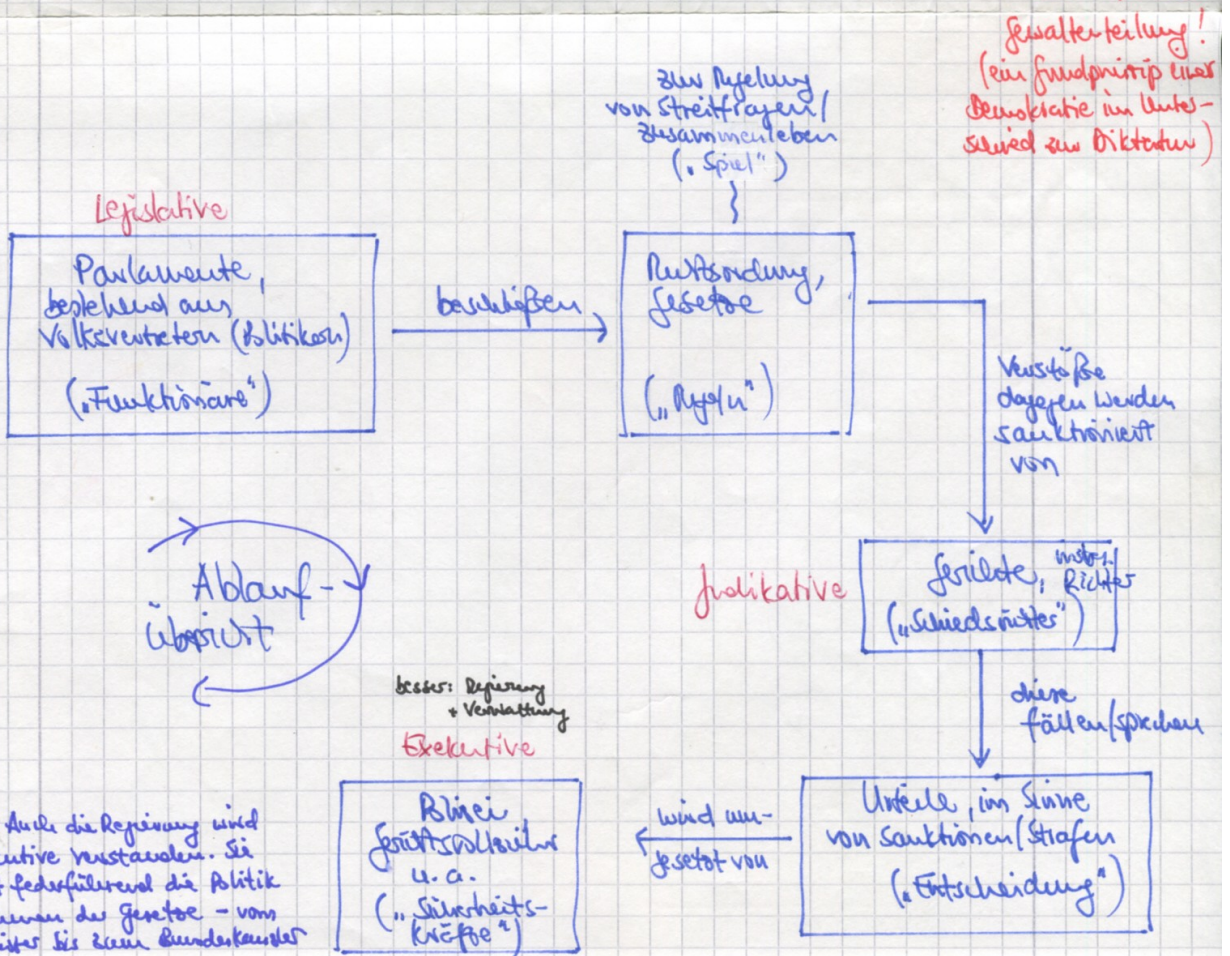 Gewaltenteilung!
(ein Grundprinzip einer
Demokratie im Unter-
schied zur Diktatur)
zur Regelung
von Streitfragen/
Zusammenleben
("Spiel")
Legislative
Parlamente,
bestehend aus
Volksvertretern (Politikern)
("Funktionäre")
beschließen
Rechtsordnung,
Gesetze
("Regeln")
Verstöße
dagegen werden
sanktioniert
von
Ablauf-
übersicht
Judikative
Gerichte, insbes.
Richter
("Schiedsrichter")
diese
fällen/sprechen
Urteile, im Sinne
von Sanktionen/Strafen
("Entscheidung")
wird um-
gesetzt von
besser: Regierung
+ Verwaltung
Exekutive
Polizei,
Gerichtsvollzieher
u.a.
("Sicherheits-
kräfte")
Auch die Regierung wird
verstanden. Sie
federführend die Politik
der Gesetze – vom
bis zum Bundeskanzler